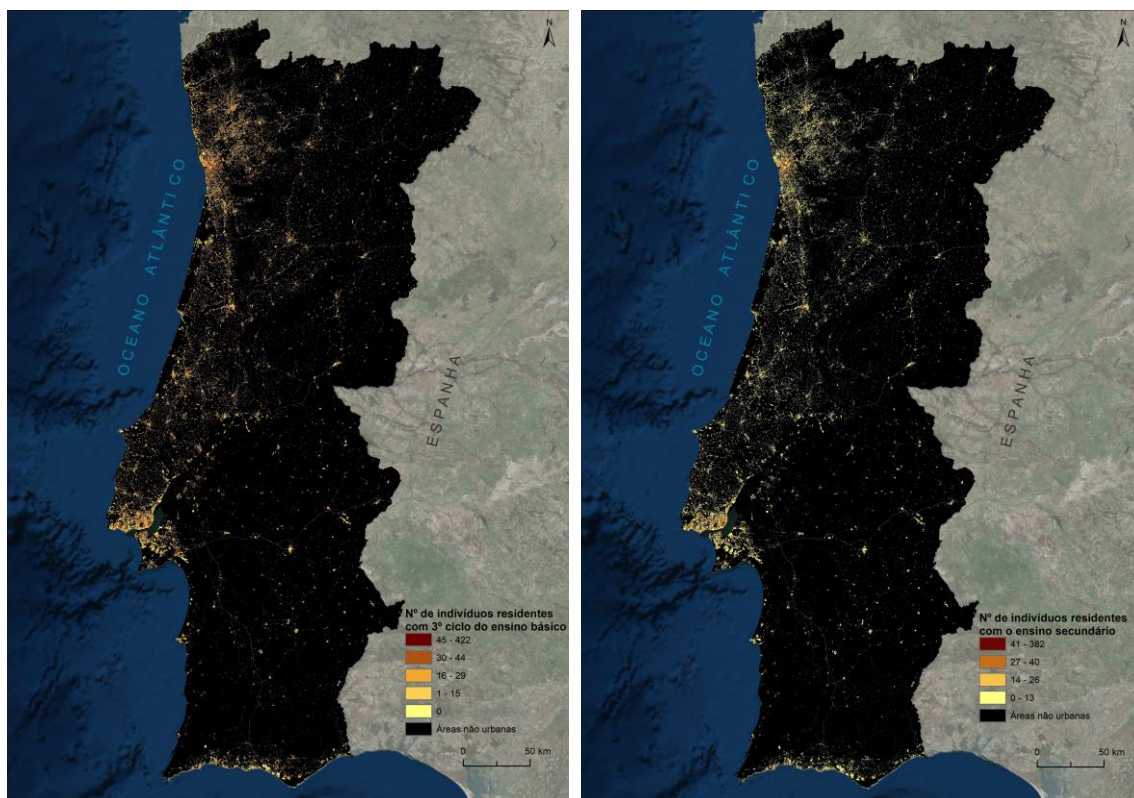 N
OCEANO ATLÂNTICO
ESPANHA
Nº de indivíduos residentes
com 3º ciclo do ensino básico
45 - 422
30 - 44
16 - 29
1 - 15
0
Áreas não urbanas
0 50 km
N
OCEANO ATLÂNTICO
ESPANHA
Nº de indivíduos residentes
com o ensino secundário
41 - 382
27 - 40
14 - 26
0 - 13
Áreas não urbanas
0 50 km